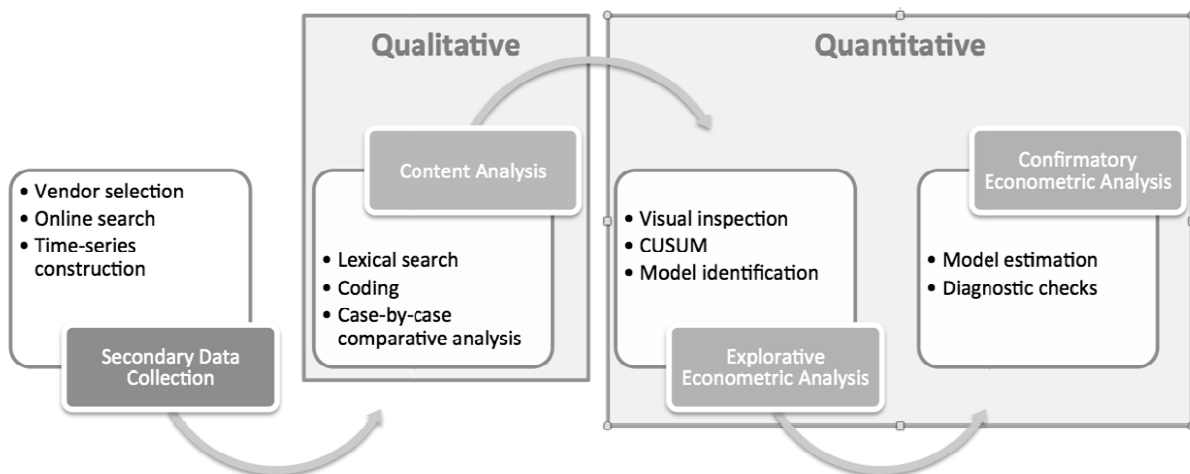 Qualitative
Quantitative
• Vendor selection
• Online search
• Time-series
construction
Secondary Data
Collection
Content Analysis
• Lexical search
• Coding
• Case-by-case
comparative analysis
• Visual inspection
• CUSUM
• Model identification
Explorative
Econometric Analysis
Confirmatory
Econometric Analysis
• Model estimation
• Diagnostic checks